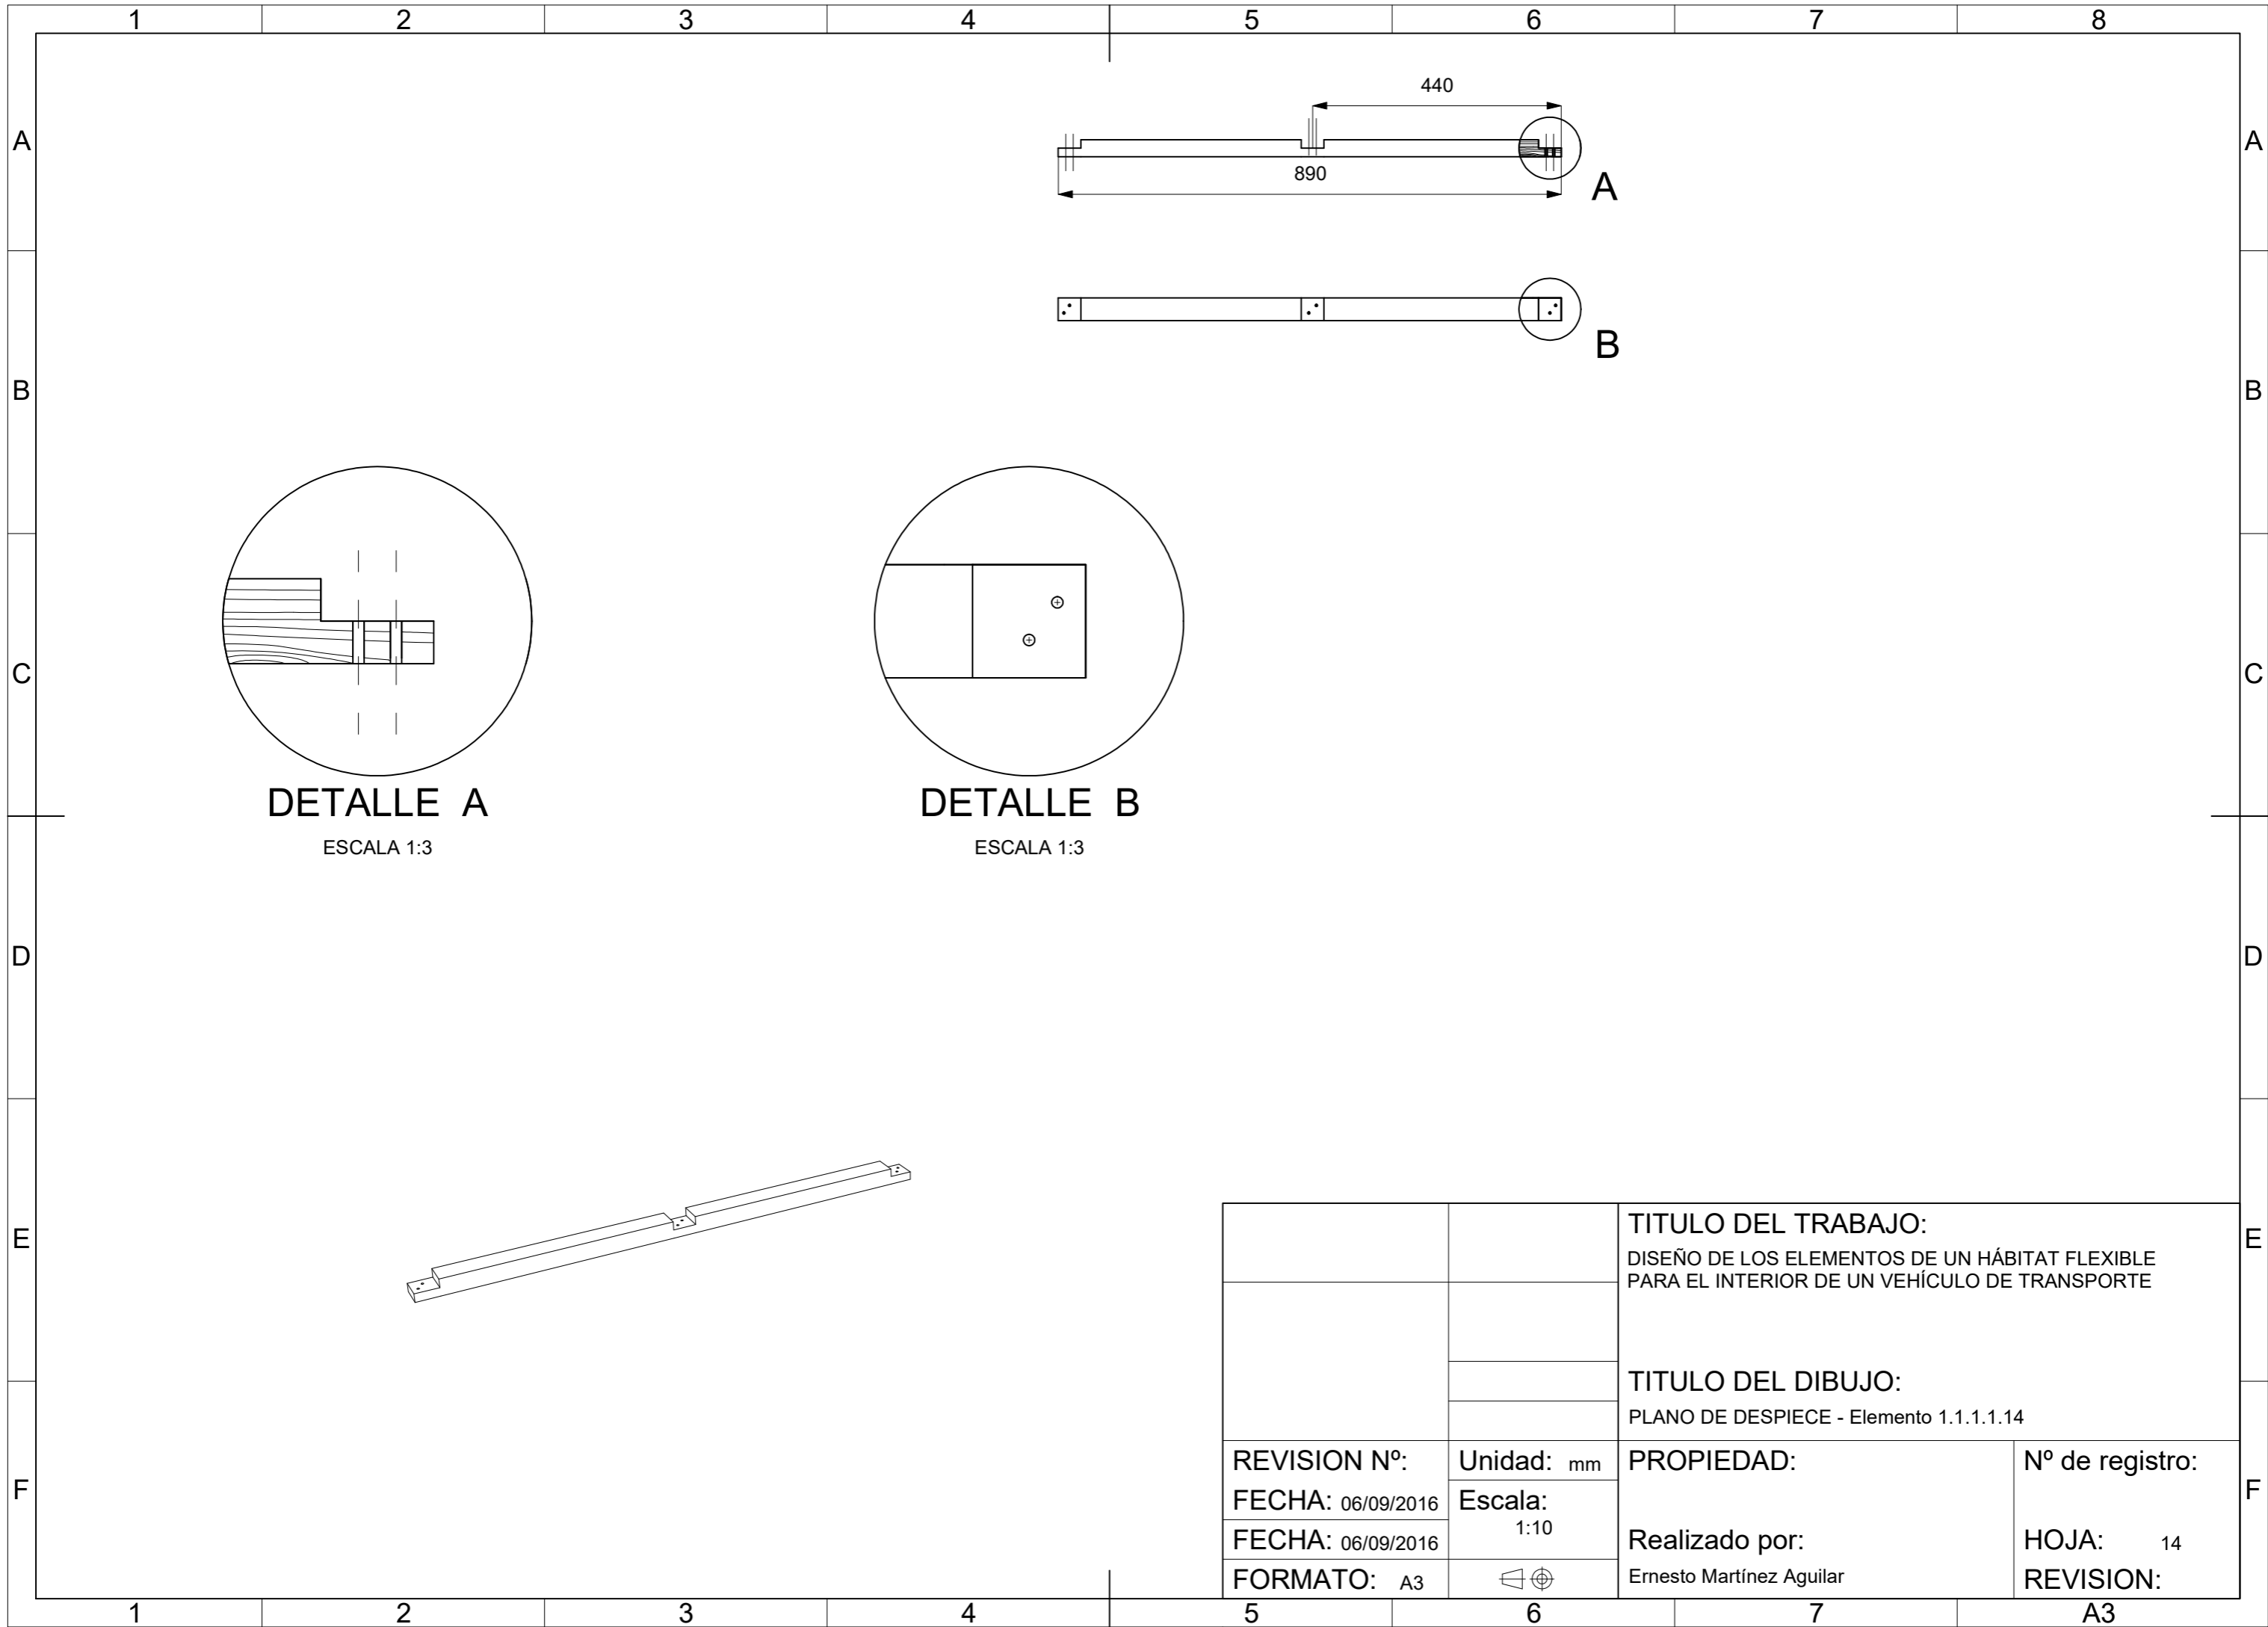 1 2 3 4 5 6 7 8
A A
B B
C C
D D
E E
F F
440
890
A
B
DETALLE A
ESCALA 1:3
DETALLE B
ESCALA 1:3
TITULO DEL TRABAJO:
DISEÑO DE LOS ELEMENTOS DE UN HÁBITAT FLEXIBLE
PARA EL INTERIOR DE UN VEHÍCULO DE TRANSPORTE
TITULO DEL DIBUJO:
PLANO DE DESPIECE - Elemento 1.1.1.1.14
REVISION Nº:
FECHA: 06/09/2016
FECHA: 06/09/2016
FORMATO: A3
Unidad: mm
Escala:
1:10
PROPIEDAD:
Realizado por:
Ernesto Martínez Aguilar
Nº de registro:
HOJA: 14
REVISION:
1 2 3 4 5 6 7 A3